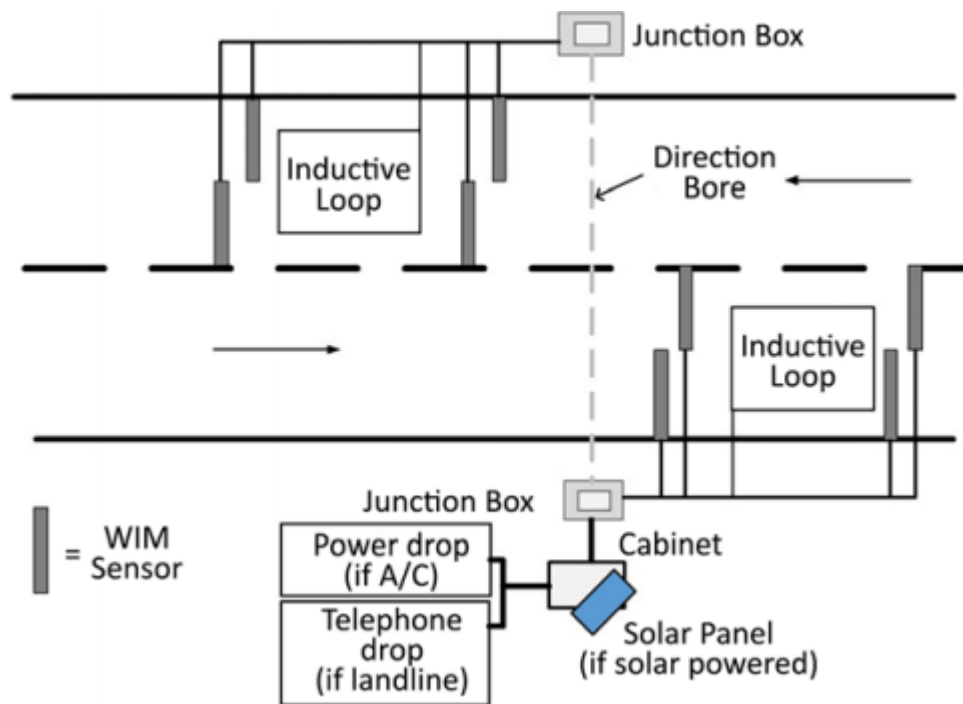 Junction Box
Inductive
Loop
Direction
Bore
Inductive
Loop
Junction Box
= WIM
Sensor
Power drop
(if A/C)
Cabinet
Telephone
drop
(if landline)
Solar Panel
(if solar powered)